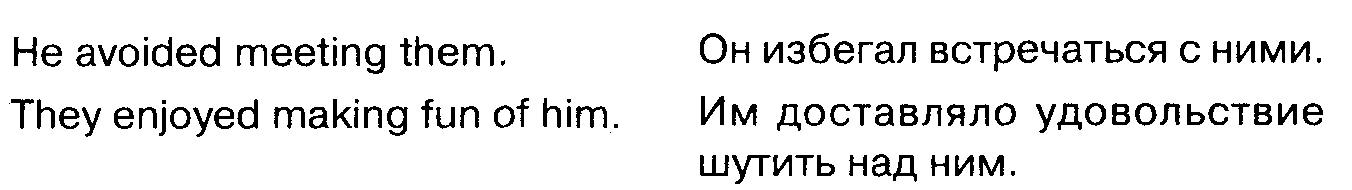 He avoided meeting them.
Он избегал встречаться с ними.
They enjoyed making fun of him.
Им доставляло удовольствие
шутить над ним.